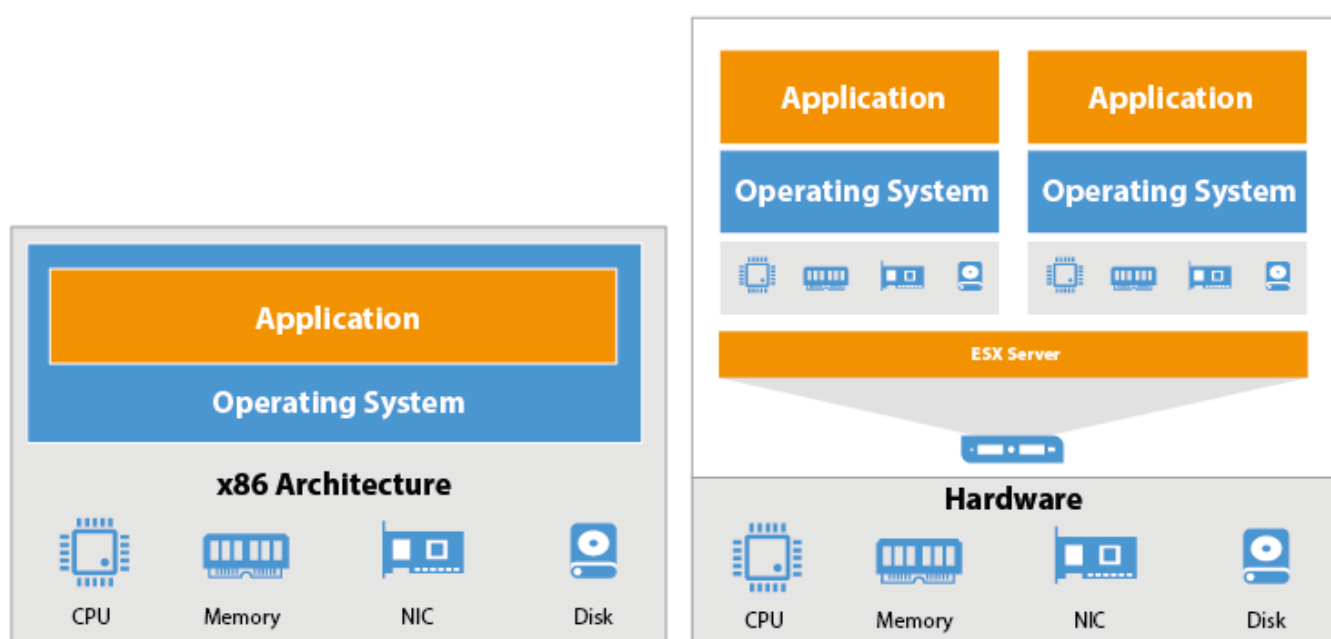 Application
Operating System
x86 Architecture
CPU Memory NIC Disk
Application Application
Operating System Operating System
ESX Server
Hardware
CPU Memory NIC Disk